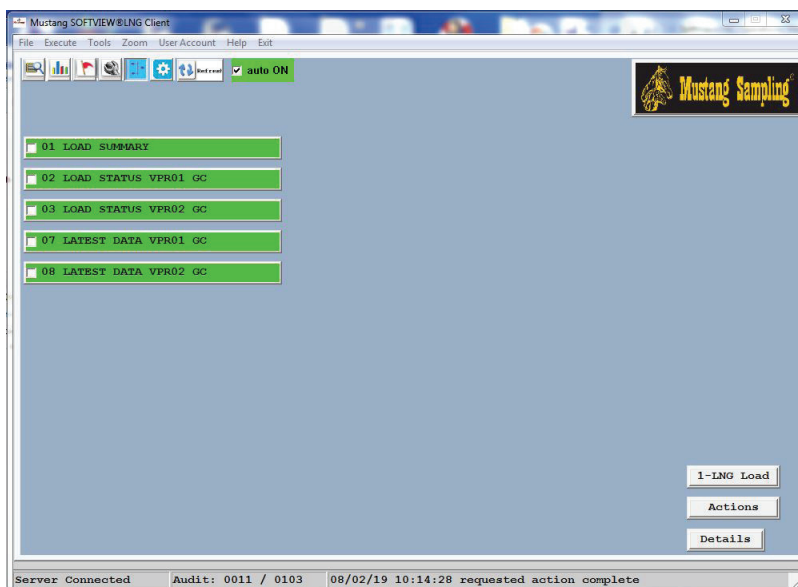 Mustang SOFTVIEW®LNG Client
File Execute Tools Zoom User Account Help Exit
auto ON
Mustang Sampling
01 LOAD SUMMARY
02 LOAD STATUS VPR01 GC
03 LOAD STATUS VPR02 GC
07 LATEST DATA VPR01 GC
08 LATEST DATA VPR02 GC
1-LNG Load
Actions
Details
Server Connected Audit: 0011 / 0103 08/02/19 10:14:28 requested action complete